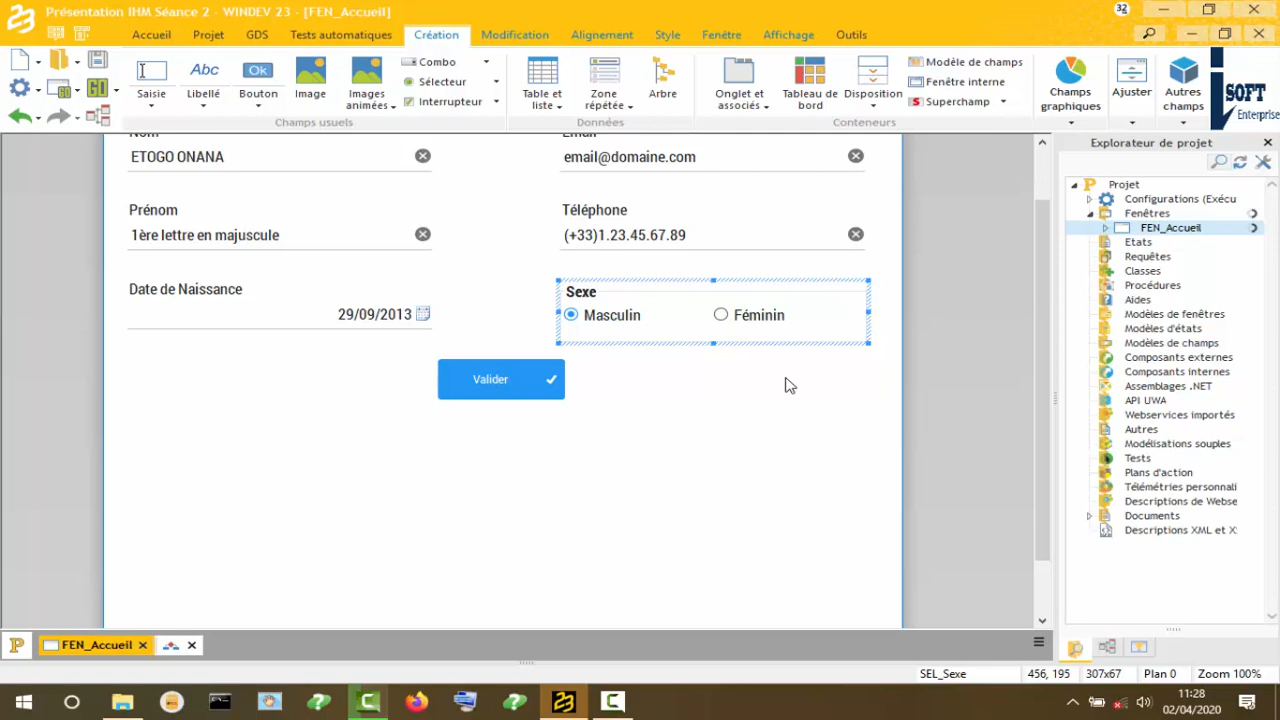 23
Présentation IHM Séance 2 - WINDEV 23 - [FEN_Accueil]
32
Accueil Projet GDS Tests automatiques Création Modification Alignement Style Fenêtre Affichage Outils
Saisie
Abc
Libellé
Ok
Bouton
Image
Images animées
Combo
Sélecteur
Interrupteur
Champs usuels
Table et liste
Zone répétée
Arbre
Données
Onglet et associés
Tableau de bord
Disposition
Modèle de champs
Fenêtre interne
Superchamp
Conteneurs
Champs graphiques
Ajuster
Autres champs
SOFT
Enterprise
Nom
ETOGO ONANA
Email
email@domaine.com
Prénom
1ère lettre en majuscule
Téléphone
(+33)1.23.45.67.89
Date de Naissance
29/09/2013
Sexe
Masculin Féminin
Valider
Explorateur de projet
Projet
Configurations (Exécu
Fenêtres
FEN_Accueil
Etats
Requêtes
Classes
Procédures
Aides
Modèles de fenêtres
Modèles d'états
Modèles de champs
Composants externes
Composants internes
Assemblages .NET
API UWA
Webservices importés
Autres
Modélisations souples
Tests
Plans d'action
Télémétries personnali
Descriptions de Webse
Documents
Descriptions XML et X
FEN_Accueil
SEL_Sexe 456, 195 307x67 Plan 0 Zoom 100%
23
11:28
02/04/2020